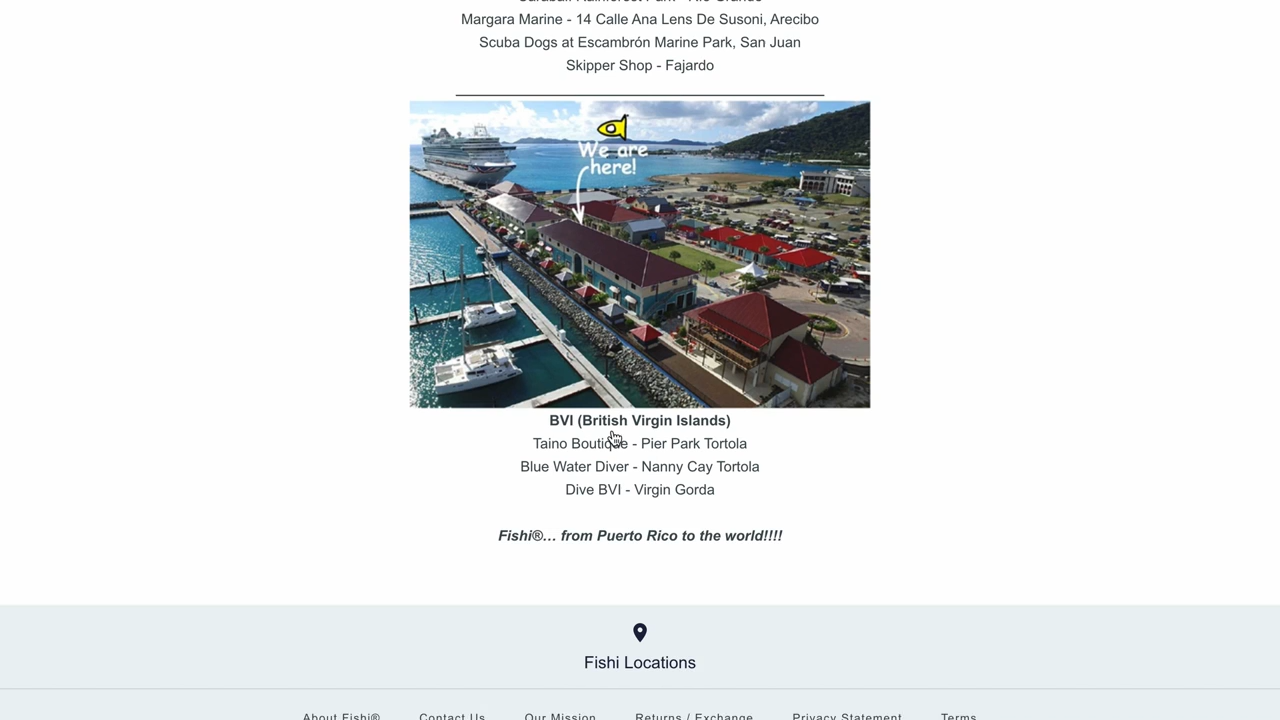 Margara Marine - 14 Calle Ana Lens De Susoni, Arecibo
Scuba Dogs at Escambrón Marine Park, San Juan
Skipper Shop - Fajardo
We are
here!
BVI (British Virgin Islands)
Taino Boutique - Pier Park Tortola
Blue Water Diver - Nanny Cay Tortola
Dive BVI - Virgin Gorda
Fishi®... from Puerto Rico to the world!!!!
Fishi Locations
About Fishi® Contact Us Our Mission Returns / Exchange Privacy Statement Terms